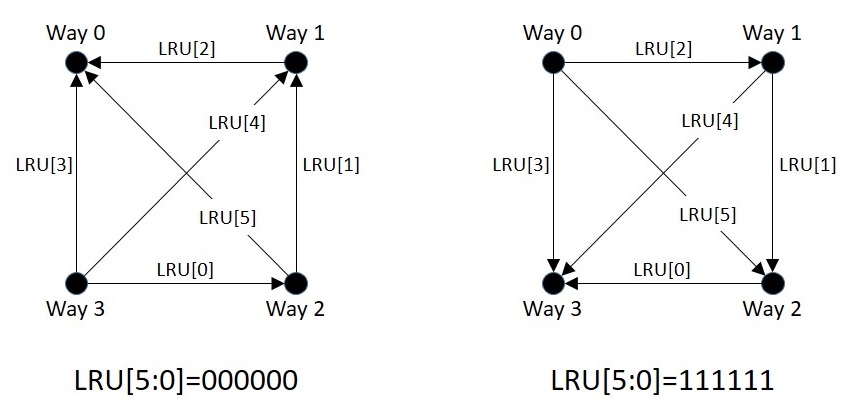 Way 0 LRU[2] Way 1
LRU[4]
LRU[3] LRU[1]
LRU[5]
LRU[0]
Way 3 Way 2
LRU[5:0]=000000
Way 0 LRU[2] Way 1
LRU[4]
LRU[3] LRU[1]
LRU[5]
LRU[0]
Way 3 Way 2
LRU[5:0]=111111